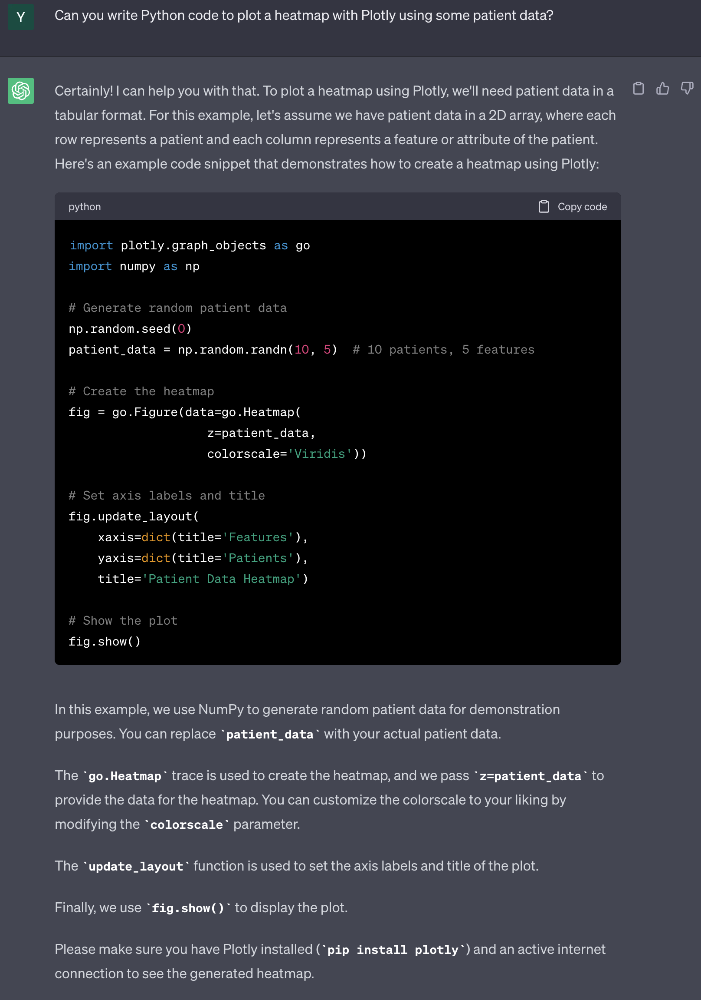 Y
Can you write Python code to plot a heatmap with Plotly using some patient data?
Certainly! I can help you with that. To plot a heatmap using Plotly, we'll need patient data in a
tabular format. For this example, let's assume we have patient data in a 2D array, where each
row represents a patient and each column represents a feature or attribute of the patient.
Here's an example code snippet that demonstrates how to create a heatmap using Plotly:
python
Copy code
import plotly.graph_objects as go
import numpy as np
# Generate random patient data
np.random.seed(0)
patient_data = np.random.randn(10, 5)  # 10 patients, 5 features
# Create the heatmap
fig = go.Figure(data=go.Heatmap(
                   z=patient_data,
                   colorscale='Viridis'))
# Set axis labels and title
fig.update_layout(
    xaxis=dict(title='Features'),
    yaxis=dict(title='Patients'),
    title='Patient Data Heatmap')
# Show the plot
fig.show()
In this example, we use NumPy to generate random patient data for demonstration
purposes. You can replace `patient_data` with your actual patient data.
The `go.Heatmap` trace is used to create the heatmap, and we pass `z=patient_data` to
provide the data for the heatmap. You can customize the colorscale to your liking by
modifying the `colorscale` parameter.
The `update_layout` function is used to set the axis labels and title of the plot.
Finally, we use `fig.show()` to display the plot.
Please make sure you have Plotly installed (`pip install plotly`) and an active internet
connection to see the generated heatmap.